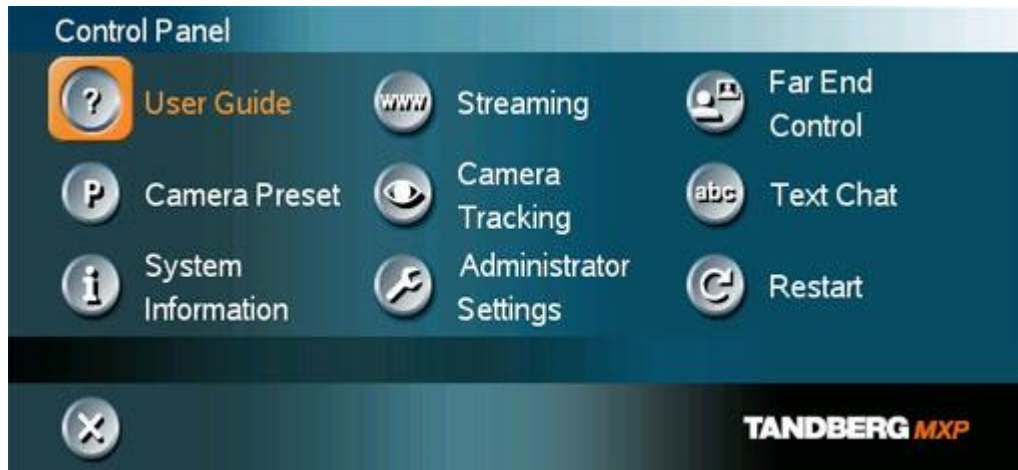 Control Panel
? User Guide
www Streaming
Far End
Control
P Camera Preset
Camera
Tracking
abc Text Chat
i System
Information
Administrator
Settings
Restart
TANDBERG MXP